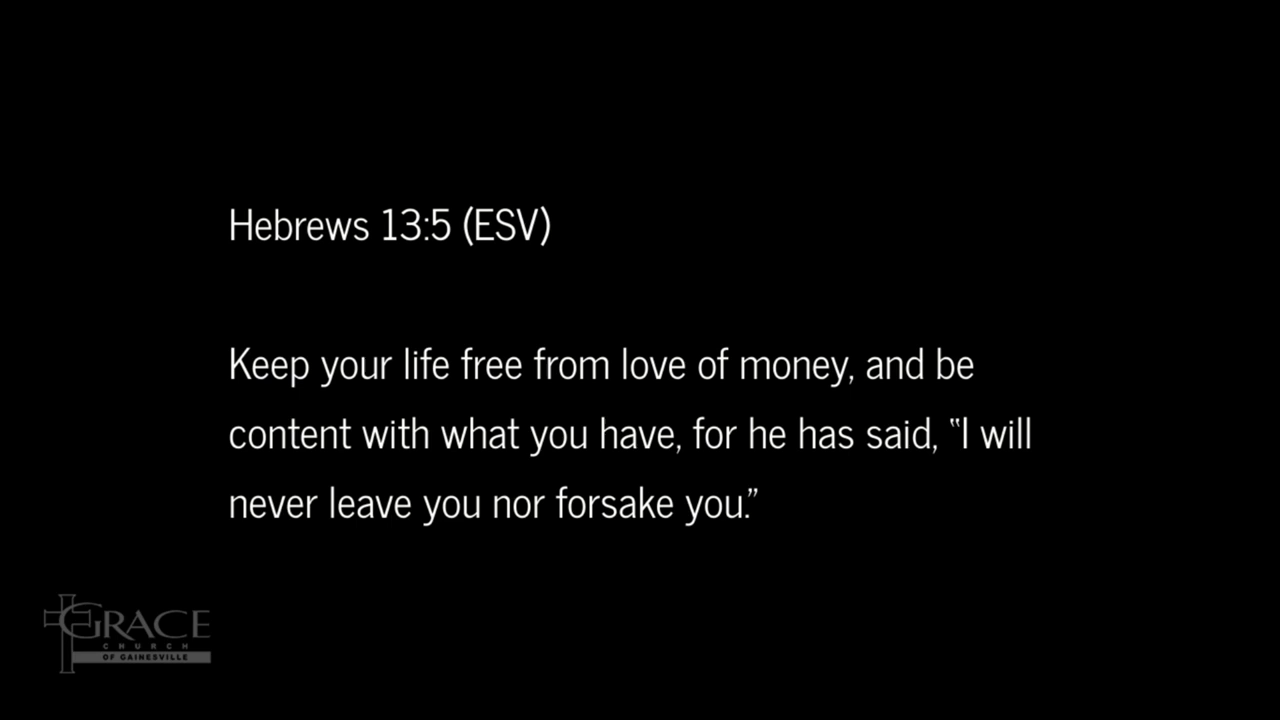 Hebrews 13:5 (ESV)
Keep your life free from love of money, and be
content with what you have, for he has said, “I will
never leave you nor forsake you.”
GRACE
CHURCH
OF GAINESVILLE